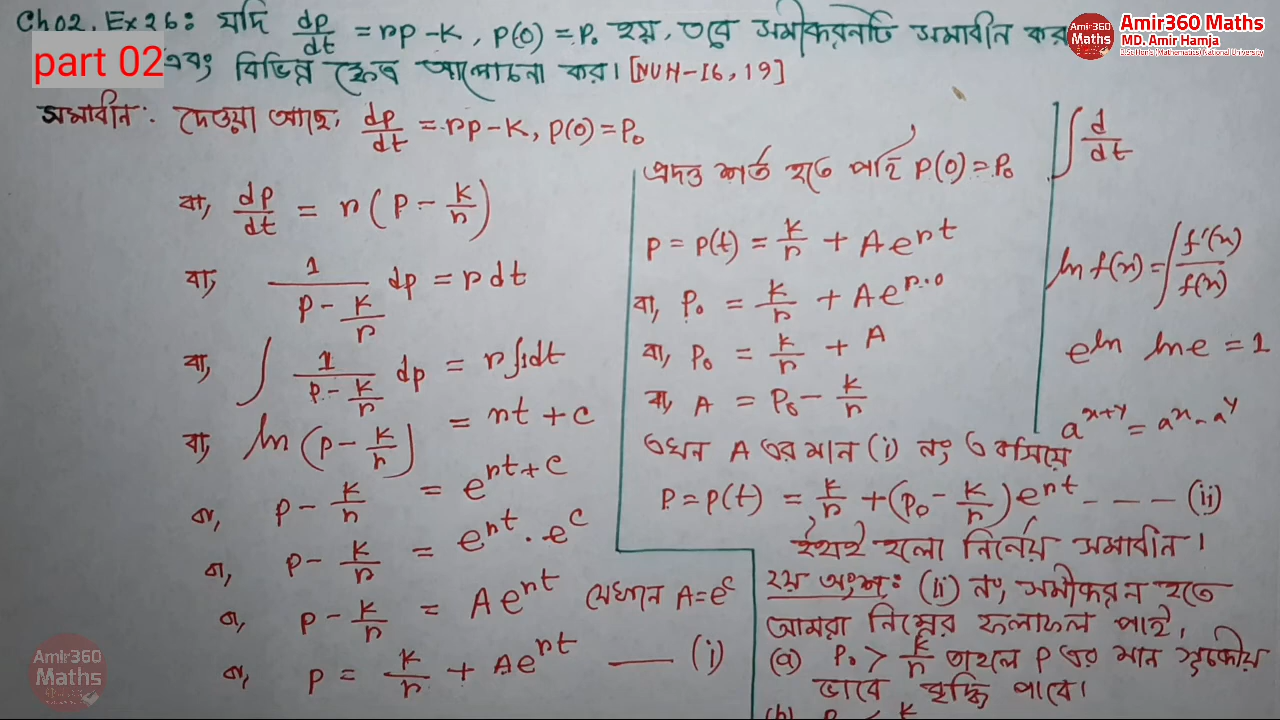 Ch02, Ex26: যদি dp/dt = rp-k, p(0) = P₀ হয়, তবে সমীকরনটি সমাধান কর
part 02 এবং বিভিন্ন ক্ষেত্র আলোচনা কর। [NUH-16, 19]
Amir360 Maths
MD. Amir Hamja
সমাধান: দেওয়া আছে, dp/dt = rp-k, p(0) = P₀
বা, dp/dt = r(p - k/r)
বা, 1/(p - k/r) dp = r dt
বা, ∫ 1/(p - k/r) dp = r∫1dt
বা, ln(p - k/r) = rt + c
বা, p - k/r = e^(rt+c)
বা, p - k/r = e^rt . e^c
বা, p - k/r = Ae^rt যেখানে A=e^c
বা, p = k/r + Ae^rt —— (i)
প্রদত্ত শর্ত হতে পাই, p(0) = P₀
P = p(t) = k/r + Ae^rt
বা, P₀ = k/r + Ae^(r.0)
বা, P₀ = k/r + A
বা, A = P₀ - k/r
এখন A এর মান (i) নং এ বসিয়ে
P = p(t) = k/r + (P₀ - k/r)e^rt - — — (ii)
ইহাই হলো নির্নেয় সমাধান।
২য় অংশ: (ii) নং সমীকরন হতে
আমরা নিম্নের ফলাফল পাই,
(a) P₀ > k/r তাহলে p এর মান সূচকীয়
ভাবে বৃদ্ধি পাবে।
∫ d/dt
ln f(x) = ∫ f'(x)/f(x)
e^ln lne = 1
a^(x+y) = a^x - a^y
Amir360
Maths